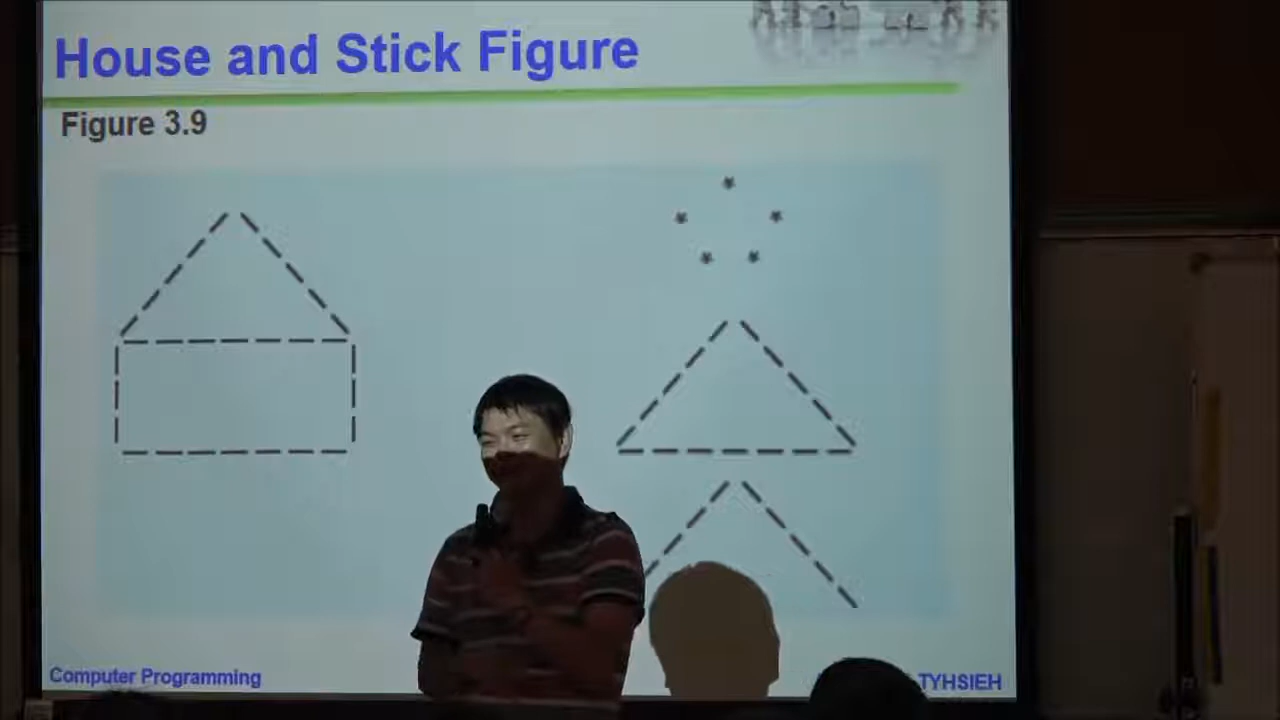 House and Stick Figure
Figure 3.9
Computer Programming
TYHSIEH